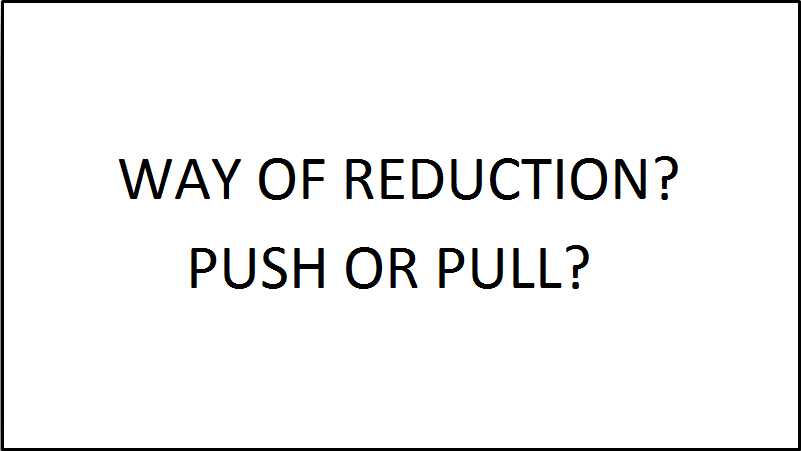 WAY OF REDUCTION?
PUSH OR PULL?